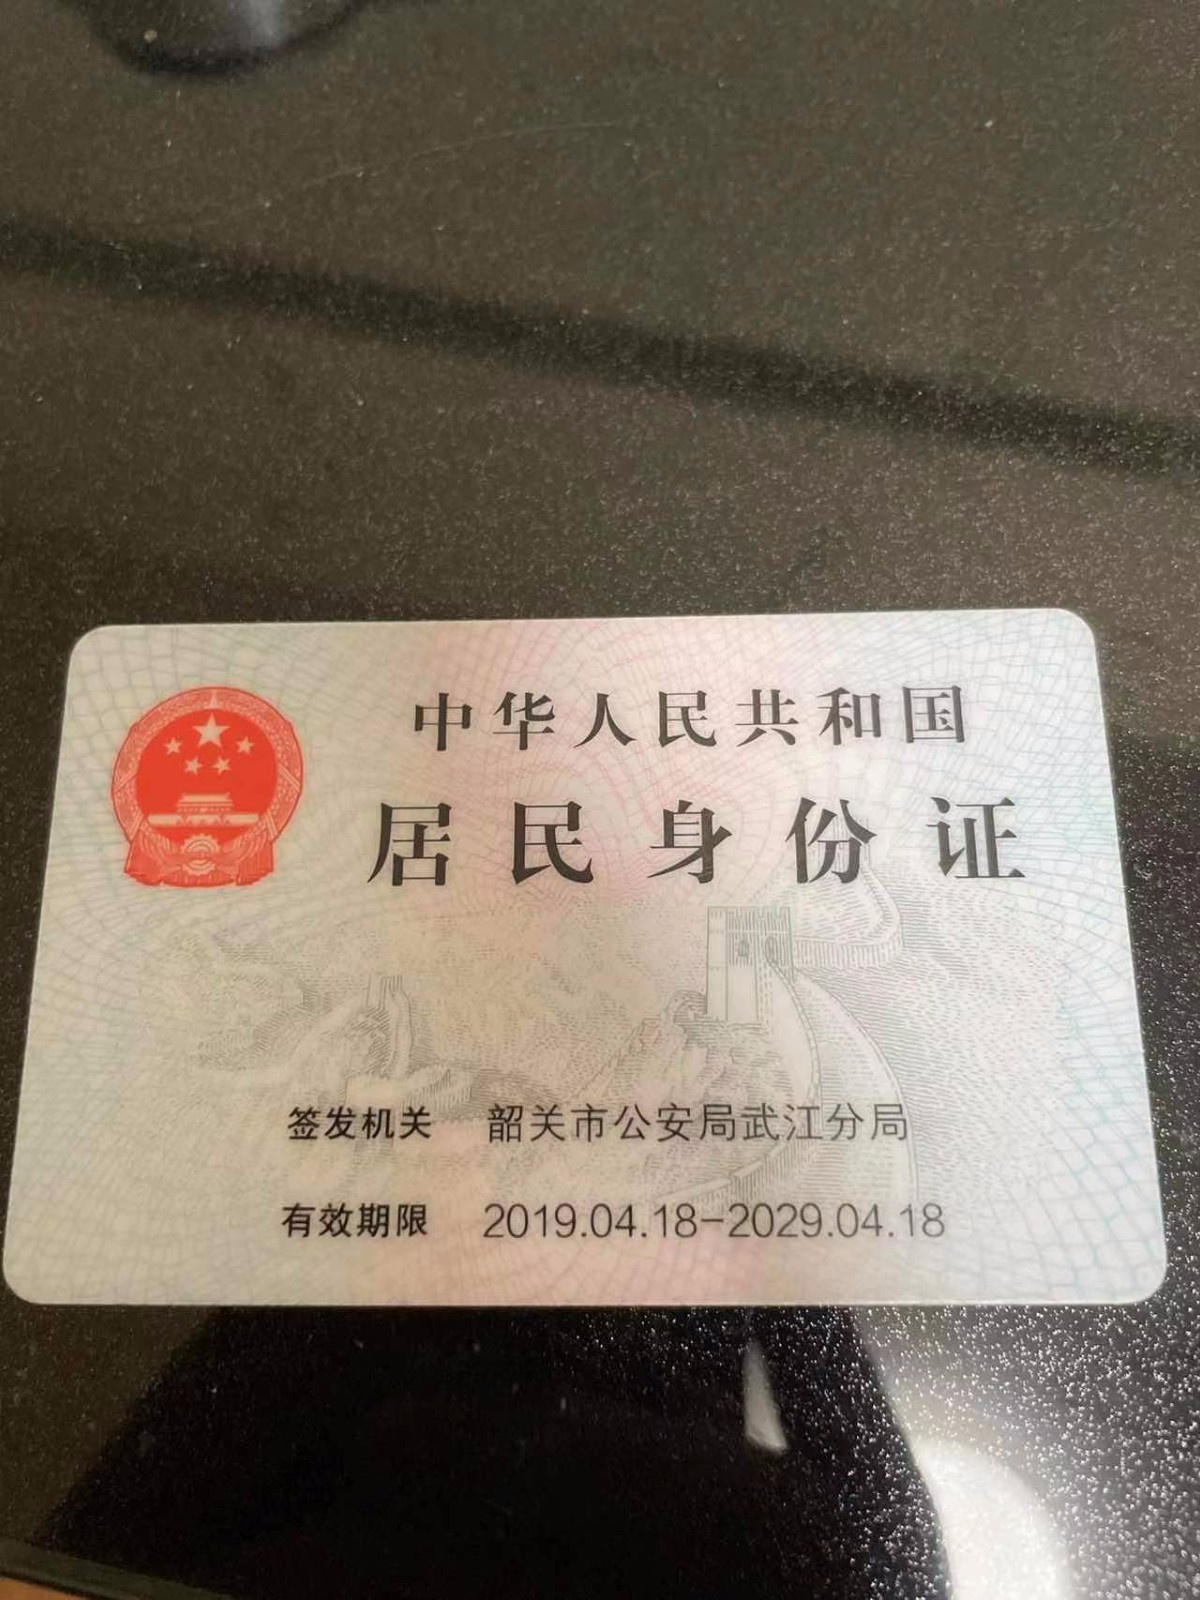 中华人民共和国
居民身份证
签发机关 韶关市公安局武江分局
有效期限 2019.04.18-2029.04.18